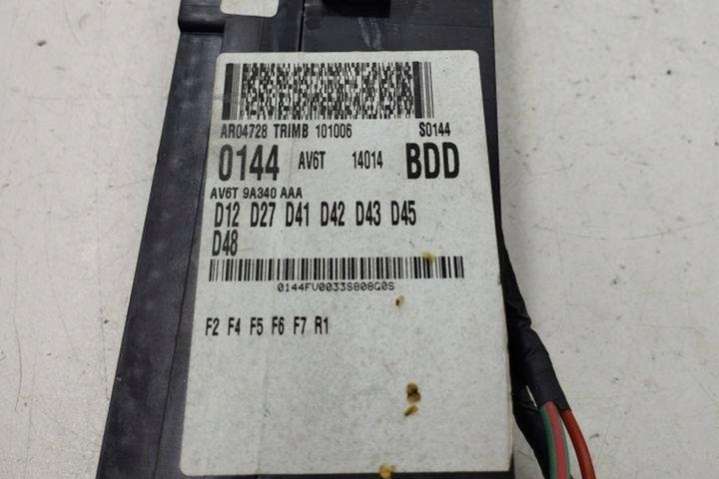 AR04728 TRIMB 101006 S0144
0144 AV6T 14014 BDD
AV6T 9A340 AAA
D12 D27 D41 D42 D43 D45
D48
0144FV0033S808G0S
F2 F4 F5 F6 F7 R1